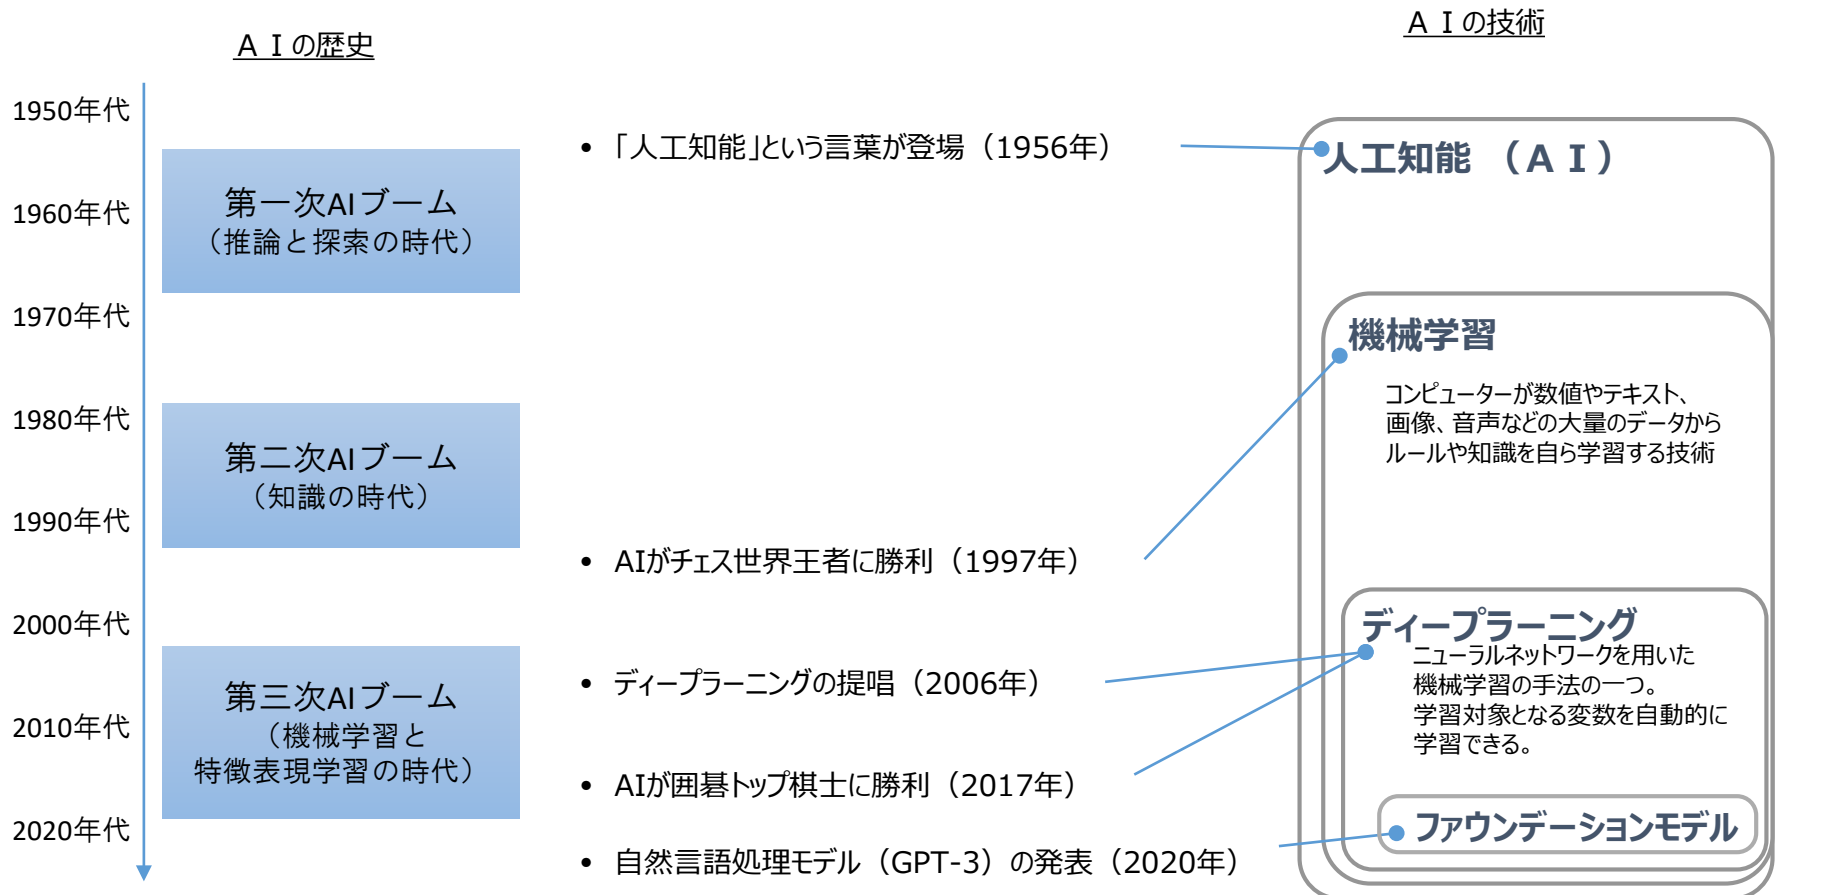 ＡＩの歴史
1950年代
1960年代
1970年代
1980年代
1990年代
2000年代
2010年代
2020年代
第一次AIブーム
（推論と探索の時代）
第二次AIブーム
（知識の時代）
第三次AIブーム
（機械学習と
特徴表現学習の時代）
• 「人工知能」という言葉が登場（1956年）
• AIがチェス世界王者に勝利（1997年）
• ディープラーニングの提唱（2006年）
• AIが囲碁トップ棋士に勝利（2017年）
• 自然言語処理モデル（GPT-3）の発表（2020年）
ＡＩの技術
人工知能 （ＡＩ）
機械学習
コンピューターが数値やテキスト、
画像、音声などの大量のデータから
ルールや知識を自ら学習する技術
ディープラーニング
ニューラルネットワークを用いた
機械学習の手法の一つ。
学習対象となる変数を自動的に
学習できる。
ファウンデーションモデル